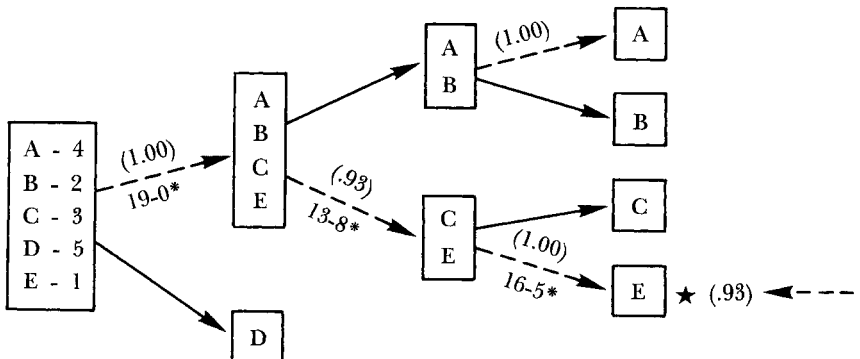 A - 4
B - 2
C - 3
D - 5
E - 1
(1.00)
19-0*
A
B
C
E
D
(.93)
13-8*
A
B
C
E
(1.00)
(1.00)
16-5*
A
B
C
E ★ (.93)